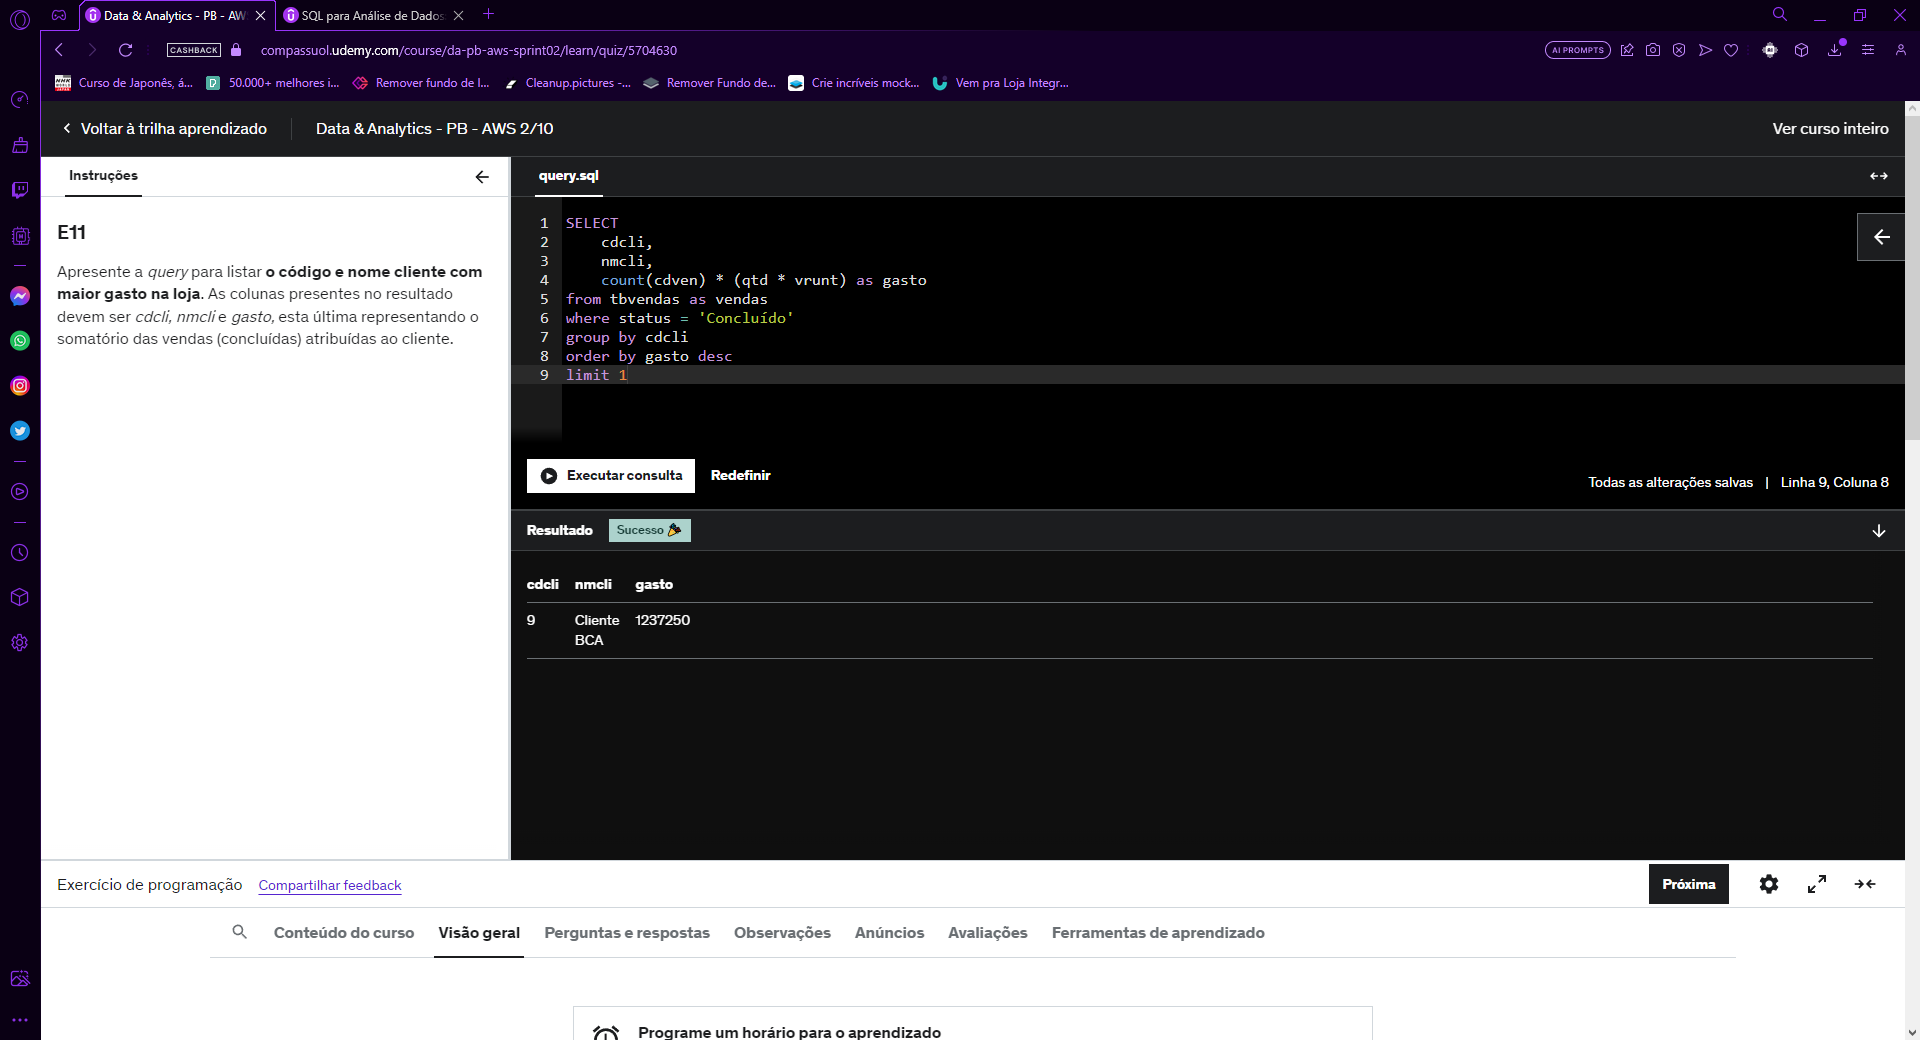 Data & Analytics - PB - AW
SQL para Análise de Dados
CASHBACK
compassuol.udemy.com/course/da-pb-aws-sprint02/learn/quiz/5704630
AI PROMPTS
Curso de Japonês, á...
50.000+ melhores i...
Remover fundo de I...
Cleanup.pictures -...
Remover Fundo de...
Crie incríveis mock...
Vem pra Loja Integr...
Voltar à trilha aprendizado
Data & Analytics - PB - AWS 2/10
Ver curso inteiro
Instruções
E11
Apresente a query para listar o código e nome cliente com
maior gasto na loja. As colunas presentes no resultado
devem ser cdcli, nmcli e gasto, esta última representando o
somatório das vendas (concluídas) atribuídas ao cliente.
query.sql
1 SELECT
2 cdcli,
3 nmcli,
4 count(cdven) * (qtd * vrunt) as gasto
5 from tbvendas as vendas
6 where status = 'Concluído'
7 group by cdcli
8 order by gasto desc
9 limit 1
Executar consulta
Redefinir
Todas as alterações salvas | Linha 9, Coluna 8
Resultado
Sucesso
cdcli nmcli gasto
9 Cliente 1237250
BCA
Exercício de programação
Compartilhar feedback
Próxima
Conteúdo do curso
Visão geral
Perguntas e respostas
Observações
Anúncios
Avaliações
Ferramentas de aprendizado
Programe um horário para o aprendizado